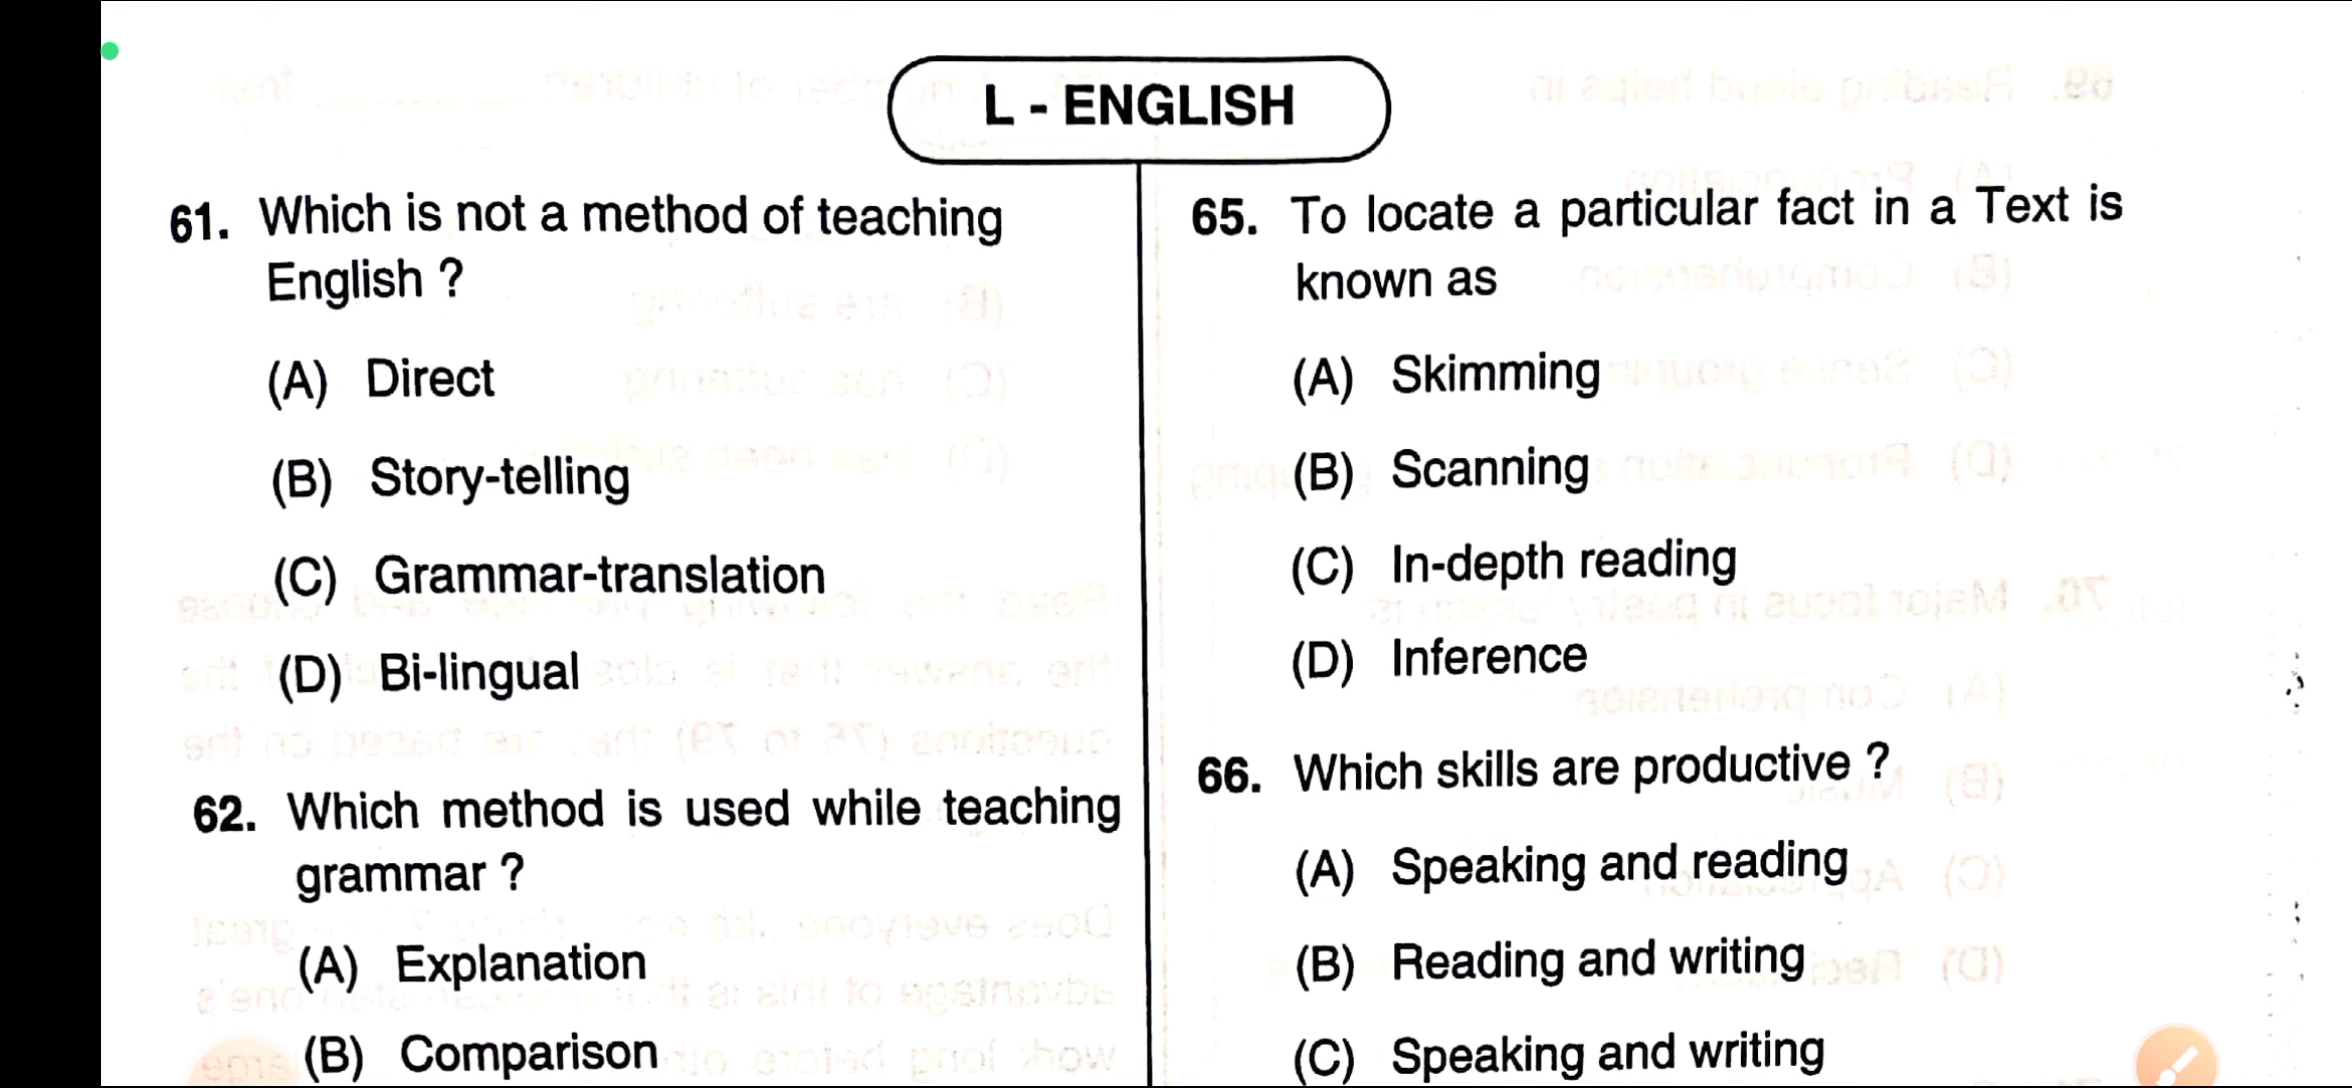 L - ENGLISH
61. Which is not a method of teaching
English ?
(A) Direct
(B) Story-telling
(C) Grammar-translation
(D) Bi-lingual
62. Which method is used while teaching
grammar ?
(A) Explanation
(B) Comparison
65. To locate a particular fact in a Text is
known as
(A) Skimming
(B) Scanning
(C) In-depth reading
(D) Inference
66. Which skills are productive ?
(A) Speaking and reading
(B) Reading and writing
(C) Speaking and writing